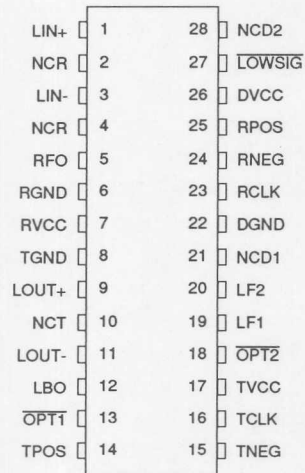 LIN+ 1 28 NCD2
NCR 2 27 LOWSIG
LIN- 3 26 DVCC
NCR 4 25 RPOS
RFO 5 24 RNEG
RGND 6 23 RCLK
RVCC 7 22 DGND
TGND 8 21 NCD1
LOUT+ 9 20 LF2
NCT 10 19 LF1
LOUT- 11 18 OPT2
LBO 12 17 TVCC
OPT1 13 16 TCLK
TPOS 14 15 TNEG